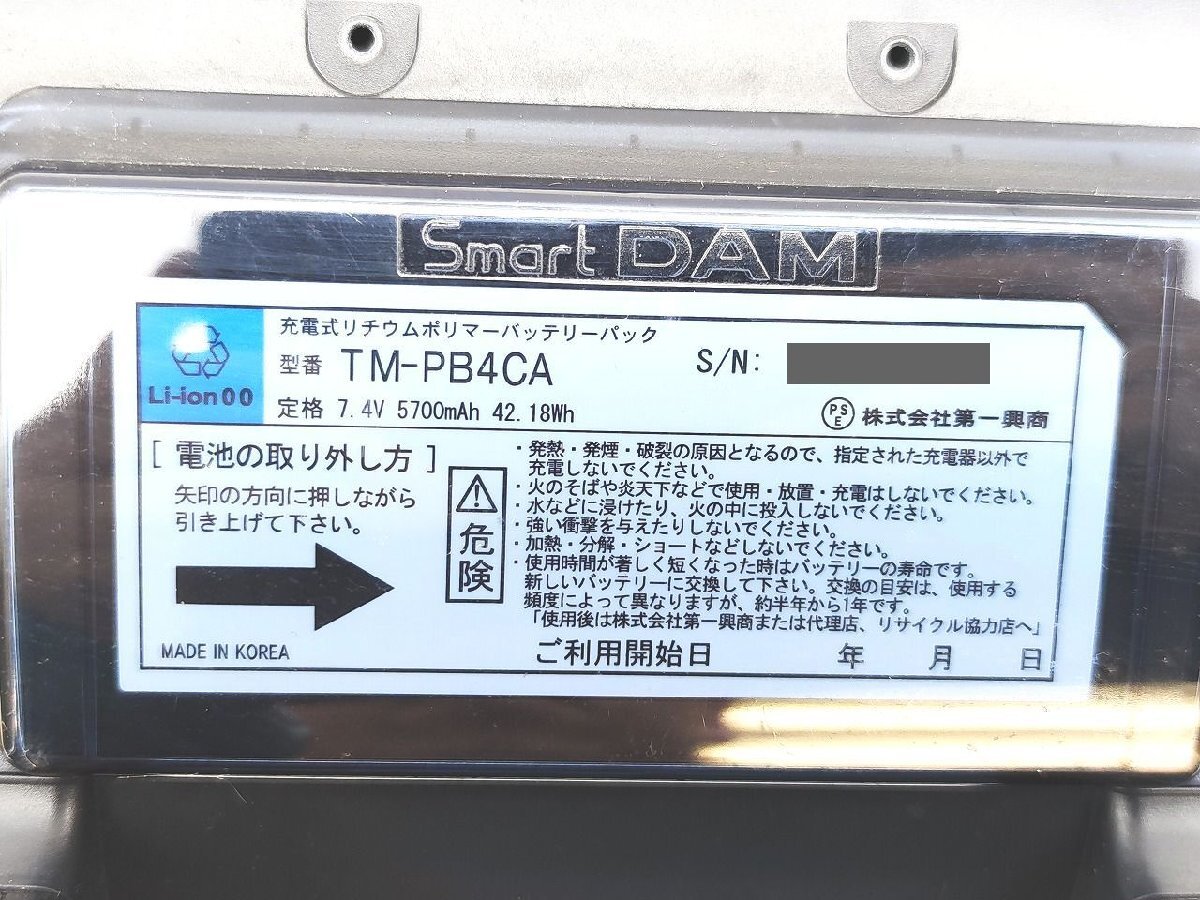 Smart DAM
充電式リチウムポリマーバッテリーパック
型番 TM-PB4CA
S/N:
Li-ion00
定格 7.4V 5700mAh 42.18Wh
PSE 株式会社第一興商
[ 電池の取り外し方 ]
矢印の方向に押しながら
引き上げて下さい。
MADE IN KOREA
危険
・発熱・発煙・破裂の原因となるので、指定された充電器以外で
充電しないでください。
・火のそばや炎天下などで使用・放置・充電はしないでください。
・水などに浸けたり、火の中に投入しないでください。
・強い衝撃を与えたりしないでください。
・加熱・分解・ショートなどしないでください。
・使用時間が著しく短くなった時はバッテリーの寿命です。
新しいバッテリーに交換して下さい。交換の目安は、使用する
頻度によって異なりますが、約半年から1年です。
「使用後は株式会社第一興商または代理店、リサイクル協力店へ」
ご利用開始日 年 月 日